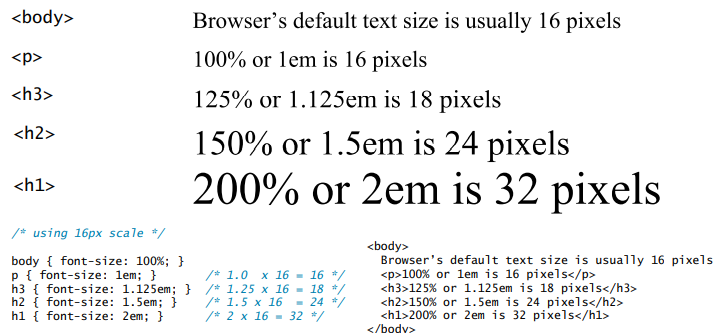 <body> Browser’s default text size is usually 16 pixels
<p> 100% or 1em is 16 pixels
<h3> 125% or 1.125em is 18 pixels
<h2> 150% or 1.5em is 24 pixels
<h1> 200% or 2em is 32 pixels
/* using 16px scale */
body { font-size: 100%; }
p { font-size: 1em; } /* 1.0 x 16 = 16 */
h3 { font-size: 1.125em; } /* 1.25 x 16 = 18 */
h2 { font-size: 1.5em; } /* 1.5 x 16 = 24 */
h1 { font-size: 2em; } /* 2 x 16 = 32 */
<body>
Browser’s default text size is usually 16 pixels
<p>100% or 1em is 16 pixels</p>
<h3>125% or 1.125em is 18 pixels</h3>
<h2>150% or 1.5em is 24 pixels</h2>
<h1>200% or 2em is 32 pixels</h1>
</body>